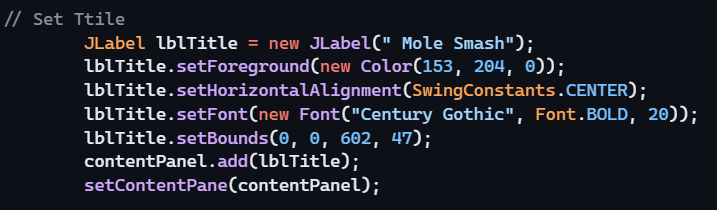 // Set Ttile
JLabel lblTitle = new JLabel(" Mole Smash");
lblTitle.setForeground(new Color(153, 204, 0));
lblTitle.setHorizontalAlignment(SwingConstants.CENTER);
lblTitle.setFont(new Font("Century Gothic", Font.BOLD, 20));
lblTitle.setBounds(0, 0, 602, 47);
contentPanel.add(lblTitle);
setContentPane(contentPanel);